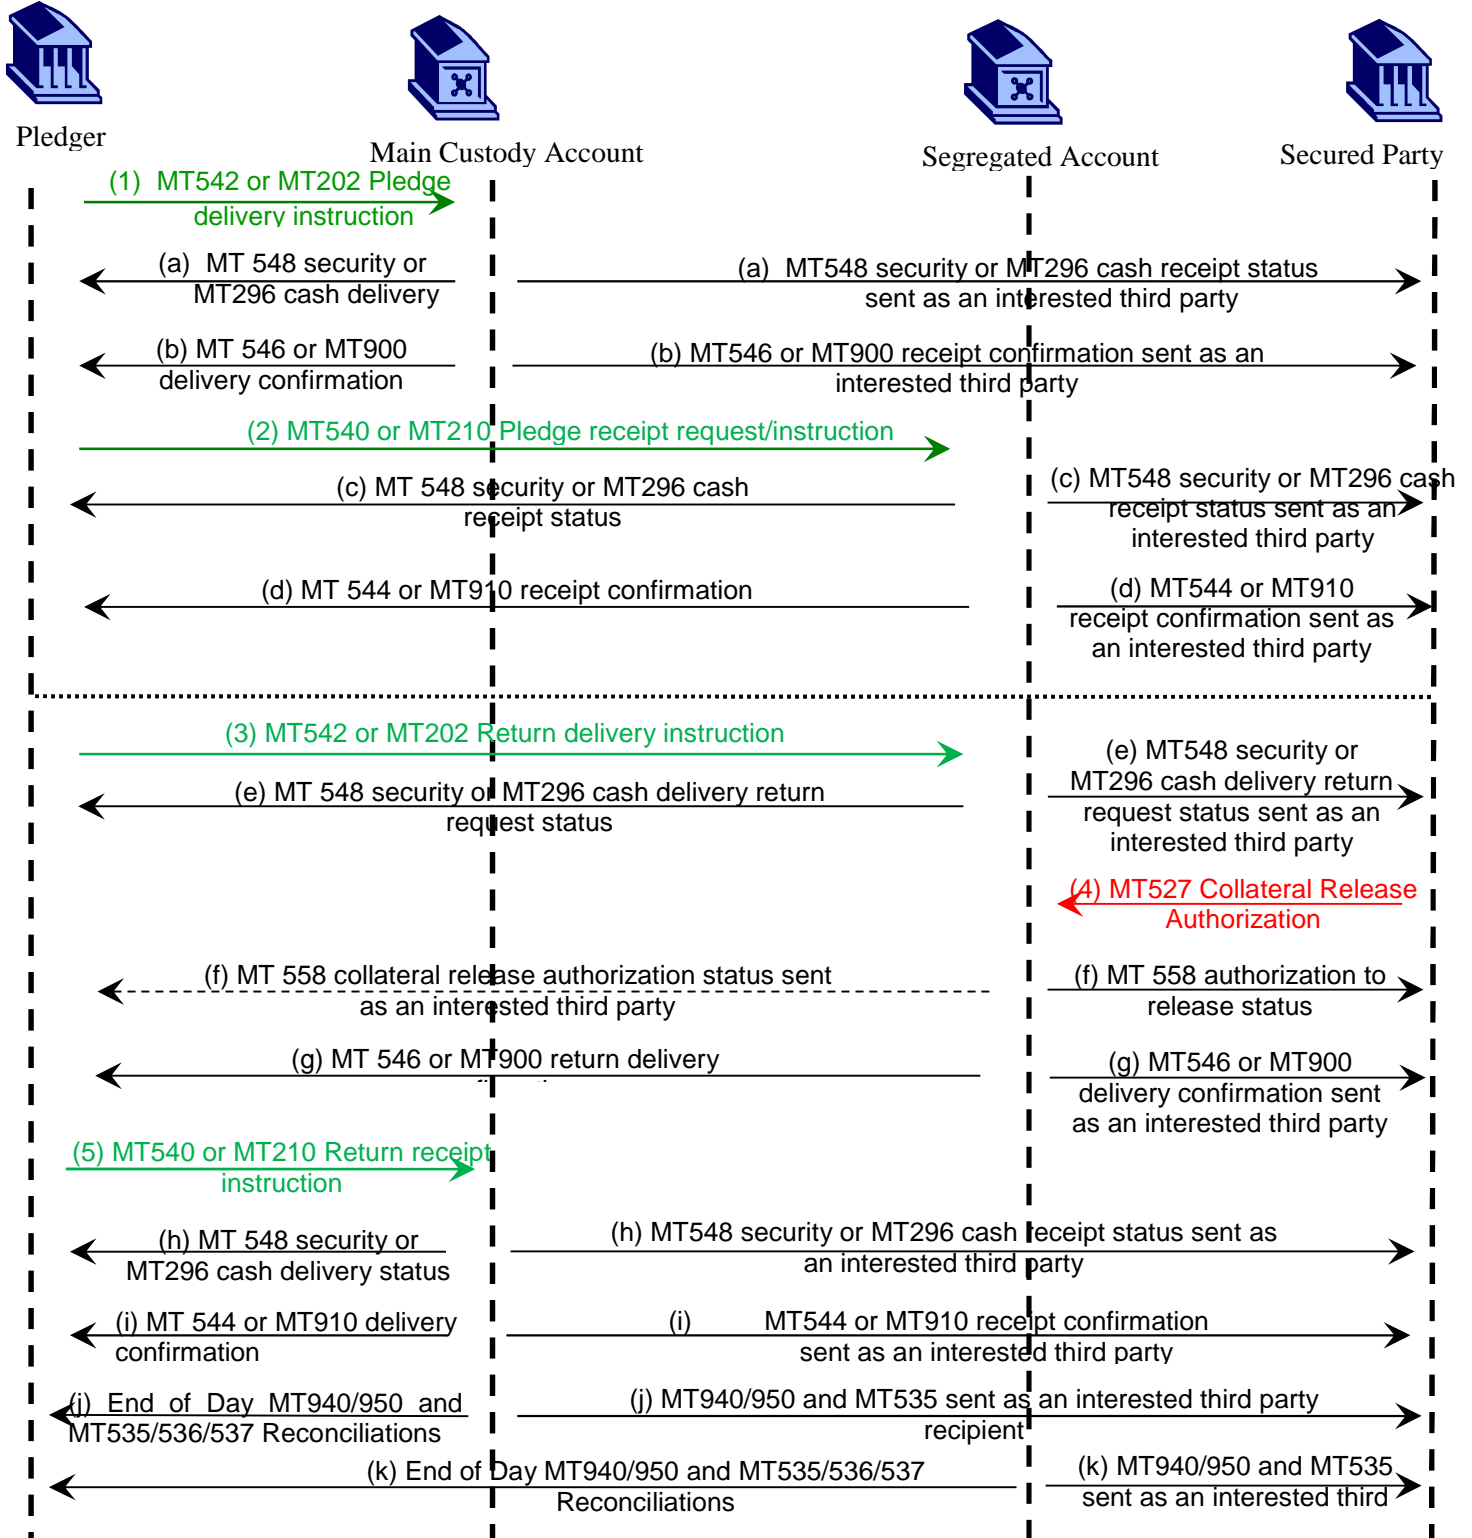 Pledger
Main Custody Account
Segregated Account
Secured Party
(1) MT542 or MT202 Pledge
delivery instruction
(a) MT 548 security or
MT296 cash delivery
(a) MT548 security or MT296 cash receipt status
sent as an interested third party
(b) MT 546 or MT900
delivery confirmation
(b) MT546 or MT900 receipt confirmation sent as an
interested third party
(2) MT540 or MT210 Pledge receipt request/instruction
(c) MT 548 security or MT296 cash
receipt status
(c) MT548 security or MT296 cash
receipt status sent as an
interested third party
(d) MT 544 or MT910 receipt confirmation
(d) MT544 or MT910
receipt confirmation sent as
an interested third party
(3) MT542 or MT202 Return delivery instruction
(e) MT548 security or
MT296 cash delivery return
request status sent as an
interested third party
(e) MT 548 security or MT296 cash delivery return
request status
(4) MT527 Collateral Release
Authorization
(f) MT 558 collateral release authorization status sent
as an interested third party
(f) MT 558 authorization to
release status
(g) MT 546 or MT900 return delivery
(g) MT546 or MT900
delivery confirmation sent
as an interested third party
(5) MT540 or MT210 Return receipt
instruction
(h) MT 548 security or
MT296 cash delivery status
(h) MT548 security or MT296 cash receipt status sent as
an interested third party
(i) MT 544 or MT910 delivery
confirmation
(i) MT544 or MT910 receipt confirmation
sent as an interested third party
(j) End of Day MT940/950 and
MT535/536/537 Reconciliations
(j) MT940/950 and MT535 sent as an interested third party
recipient
(k) End of Day MT940/950 and MT535/536/537
Reconciliations
(k) MT940/950 and MT535
sent as an interested third